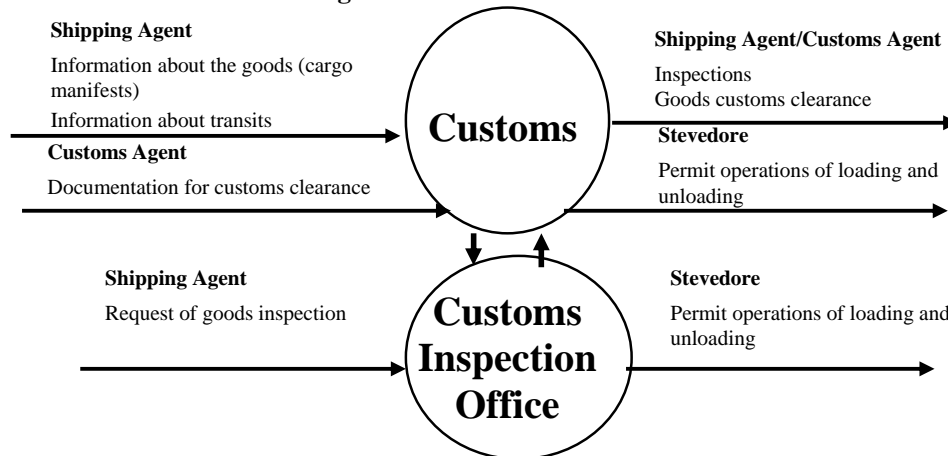 Shipping Agent
Information about the goods (cargo
manifests)
Information about transits
Customs Agent
Documentation for customs clearance
Customs
Shipping Agent/Customs Agent
Inspections
Goods customs clearance
Stevedore
Permit operations of loading and
unloading
Shipping Agent
Request of goods inspection
Customs
Inspection
Office
Stevedore
Permit operations of loading and
unloading